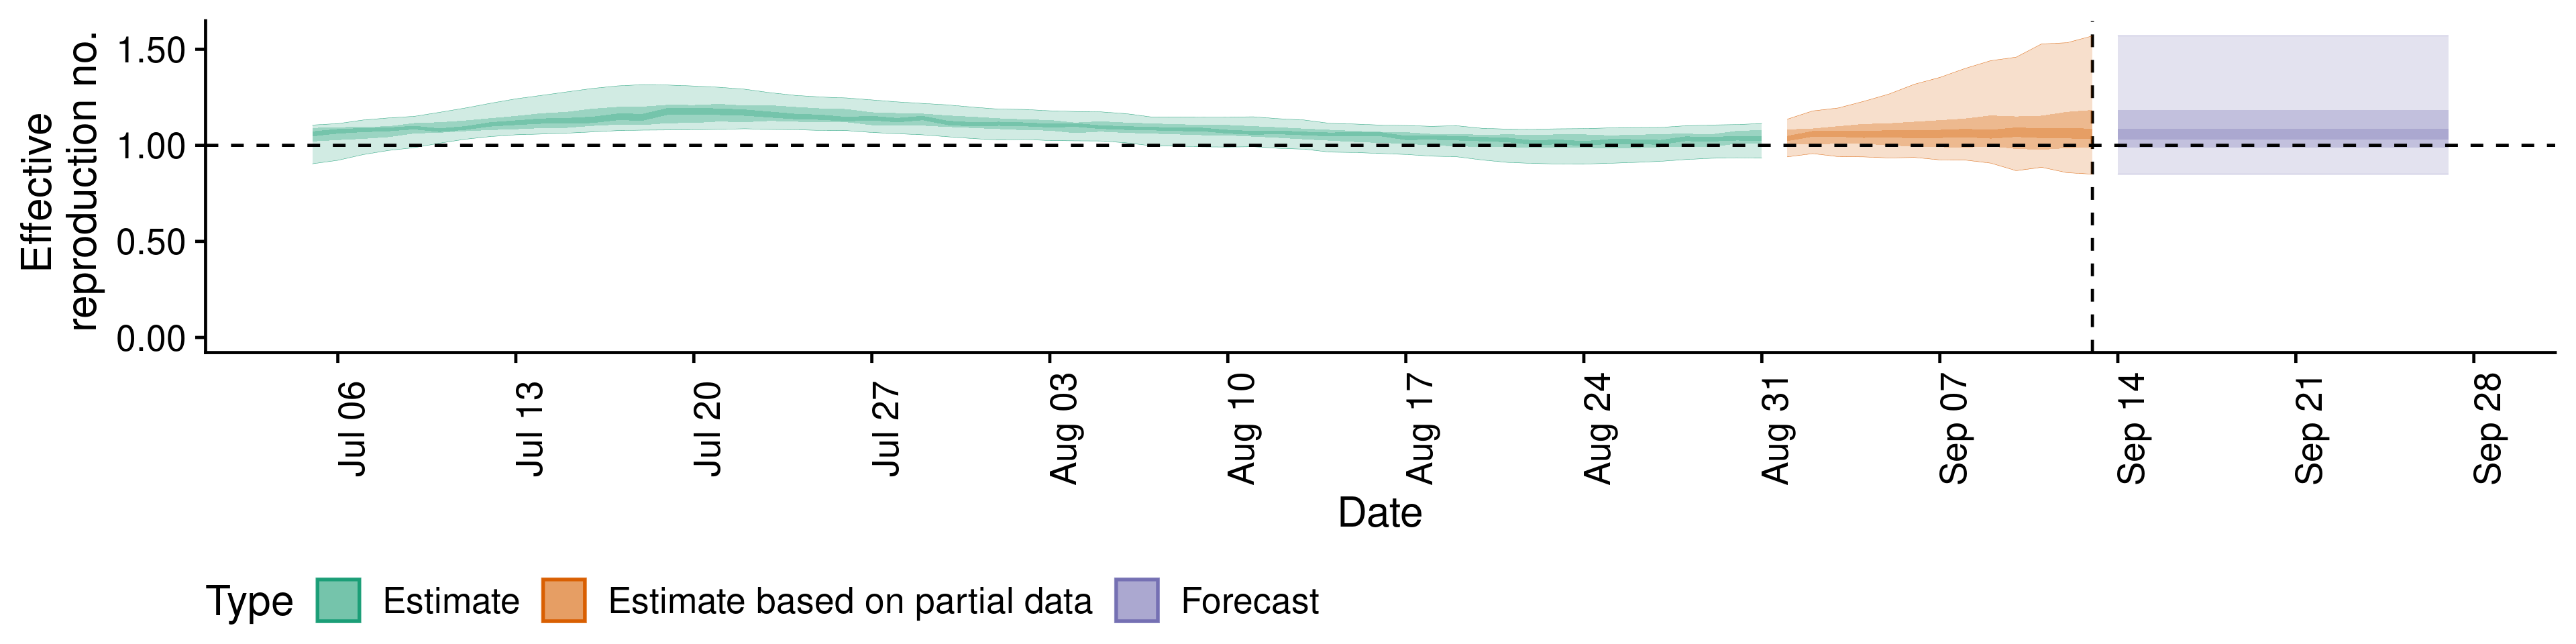 Effective
reproduction no.
1.50
1.00
0.50
0.00
Jul 06
Jul 13
Jul 20
Jul 27
Aug 03
Aug 10
Aug 17
Aug 24
Aug 31
Sep 07
Sep 14
Sep 21
Sep 28
Date
Type Estimate Estimate based on partial data Forecast